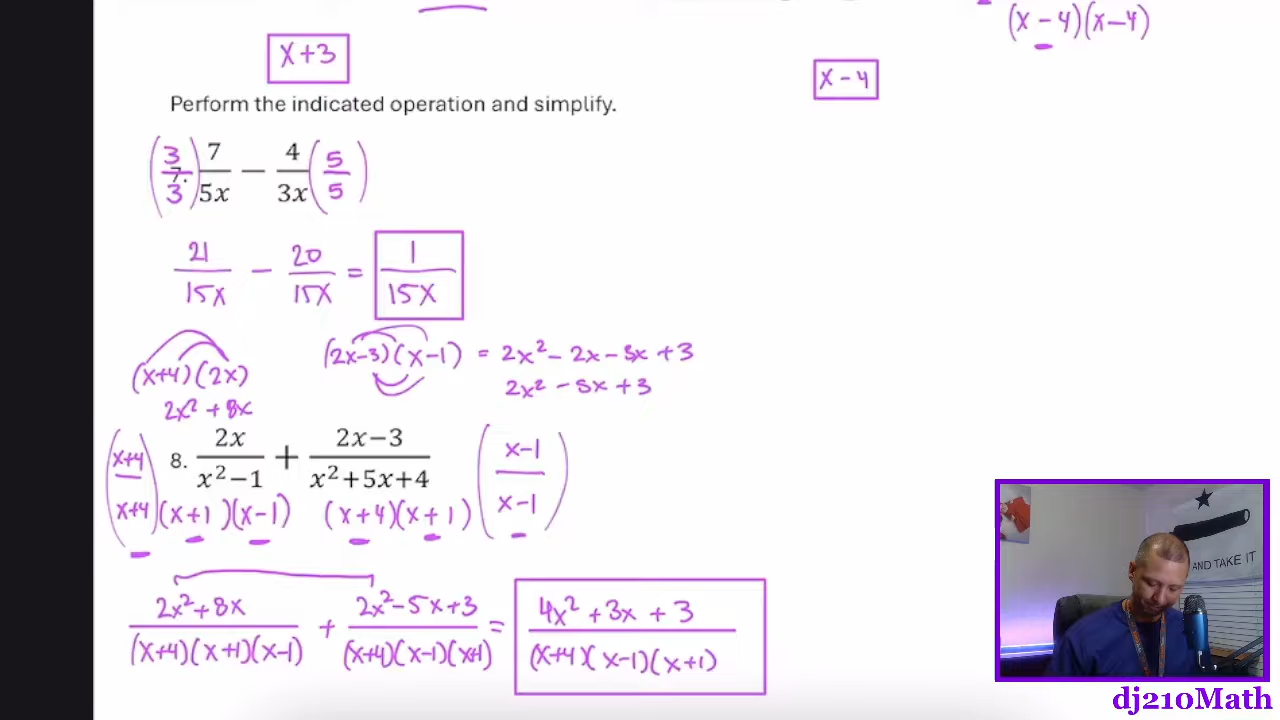 (x-4)(x-4)
x+3
x-4
Perform the indicated operation and simplify.
(3/3) 7. 7/5x − 4/3x (5/5)
21/15x − 20/15x = 1/15x
(x+4)(2x)
2x² + 8x
(2x-3)(x-1) = 2x² - 2x - 3x + 3
2x² - 5x + 3
(x+4/x+4) 8. 2x/x²−1 + 2x−3/x²+5x+4 (x-1/x-1)
(x+1)(x-1) (x+4)(x+1)
2x²+8x/(x+4)(x+1)(x-1) + 2x²-5x+3/(x+4)(x-1)(x+1) = 4x²+3x+3/(x+4)(x-1)(x+1)
AND TAKE IT
dj210Math